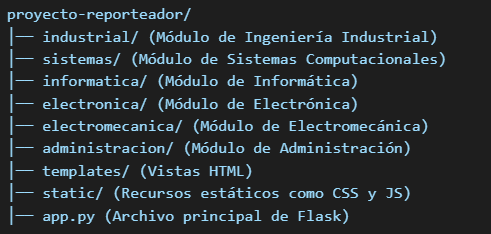 proyecto-reporteador/
│── industrial/ (Módulo de Ingeniería Industrial)
│── sistemas/ (Módulo de Sistemas Computacionales)
│── informatica/ (Módulo de Informática)
│── electronica/ (Módulo de Electrónica)
│── electromecanica/ (Módulo de Electromecánica)
│── administracion/ (Módulo de Administración)
│── templates/ (Vistas HTML)
│── static/ (Recursos estáticos como CSS y JS)
│── app.py (Archivo principal de Flask)